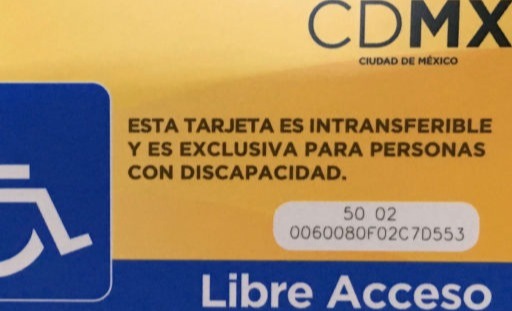 CDMX
CIUDAD DE MÉXICO
ESTA TARJETA ES INTRANSFERIBLE
Y ES EXCLUSIVA PARA PERSONAS
CON DISCAPACIDAD.
50 02
0060080F02C7D553
Libre Acceso